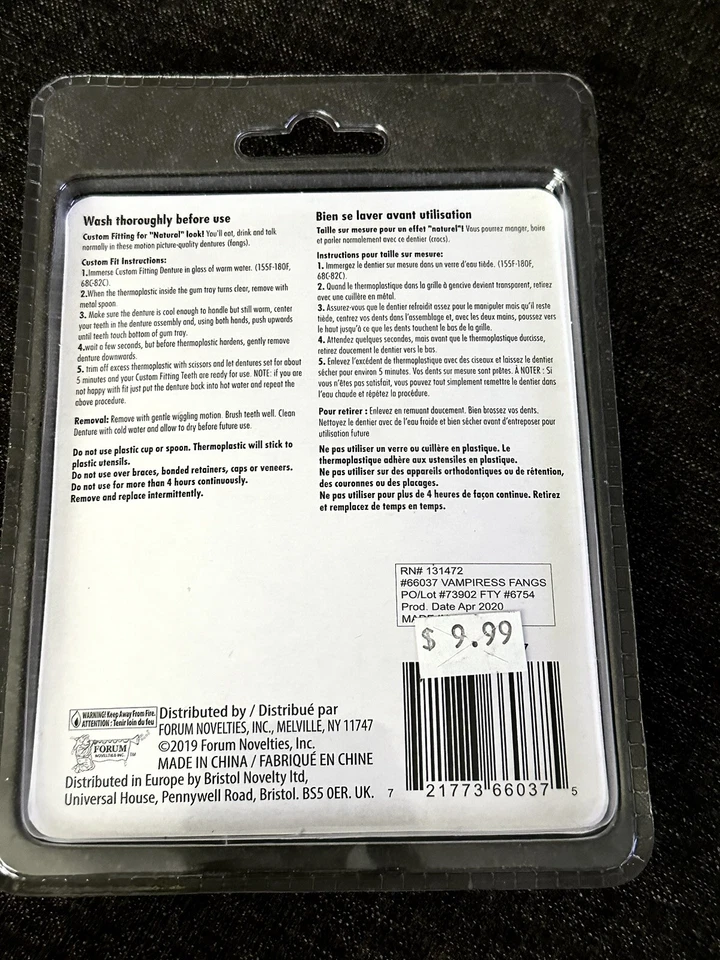 Wash thoroughly before use
Custom Fitting for "Natural" look! You'll eat, drink and talk
normally in these motion picture-quality dentures (fangs).
Custom Fit Instructions:
1.Immerse Custom Fitting Denture in glass of warm water. (155F-180F,
68C-82C).
2.When the thermoplastic inside the gum tray turns clear, remove with
metal spoon
3. Make sure the denture is cool enough to handle but still warm, center
your teeth in the denture assembly and, using both hands, push upwards
until teeth touch bottom of gum tray.
4.wait a few seconds, but before thermoplastic hardens, gently remove
denture downwards.
5. trim off excess thermoplastic with scissors and let dentures set for about
5 minutes and your Custom Fitting Teeth are ready for use. NOTE: if you are
not happy with fit just put the denture back into hot water and repeat the
above procedure.
Removal: Remove with gentle wiggling motion. Brush teeth well. Clean
Denture with cold water and allow to dry before future use.
Do not use plastic cup or spoon. Thermoplastic will stick to
plastic utensils.
Do not use over braces, bonded retainers, caps or veneers.
Do not use for more than 4 hours continuously.
Remove and replace intermittently.
Bien se laver avant utilisation
Taille sur mesure pour un effet "naturel"! Vous pourrez manger, boire
et parler normalement avec ce dentier (crocs).
Instructions pour taille sur mesure:
1. Immergez le dentier sur mesure dans un verre d'eau tiède. (155F-180F,
68C-82C).
2. Quand le thermoplastique dans la grille à gencive devient transparent, retirez
avec une cuillère en métal.
3. Assurez-vous que le dentier refroidit assez pour le manipuler mais qu'il reste
tiède, centrez vos dents dans l'assemblage et, avec les deux mains, poussez vers
le haut jusqu'à ce que les dents touchent le bas de la grille.
4. Attendez quelques secondes, mais avant que le thermoplastique durcisse,
retirez doucement le dentier vers le bas.
5. Enlevez l'excédent de thermoplastique avec des ciseaux et laissez le dentier
sécher pour environ 5 minutes. Vos dents sur mesure sont prêtes. À NOTER : Si
vous n'êtes pas satisfait, vous pouvez tout simplement remettre le dentier dans
l'eau chaude et répétez la procédure.
Pour retirer : Enlevez en remuant doucement. Bien brossez vos dents.
Nettoyez le dentier avec de l'eau froide et bien sécher avant d'entreposer pour
utilisation future
Ne pas utiliser un verre ou cuillère en plastique. Le
thermoplastique adhère aux ustensiles en plastique.
Ne pas utiliser sur des appareils orthodontiques ou de rétention,
des couronnes ou des placages.
Ne pas utiliser pour plus de 4 heures de façon continue. Retirez
et remplacez de temps en temps.
RN# 131472
#66037 VAMPIRESS FANGS
PO/Lot #73902 FTY #6754
Prod. Date Apr 2020
$ 9.99
WARNING! Keep Away From Fire.
ATTENTION : Tenir loin du feu
FORUM
NOVELTIES INC.
TM
Distributed by / Distribué par
FORUM NOVELTIES, INC., MELVILLE, NY 11747
©2019 Forum Novelties, Inc.
MADE IN CHINA / FABRIQUÉ EN CHINE
Distributed in Europe by Bristol Novelty ltd,
Universal House, Pennywell Road, Bristol. BS5 0ER. UK.
7 21773 66037 5